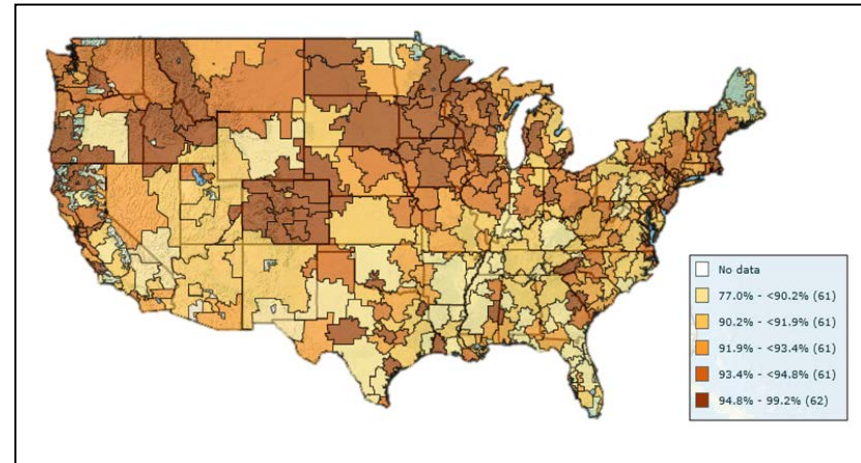 No data
77.0% - <90.2% (61)
90.2% - <91.9% (61)
91.9% - <93.4% (61)
93.4% - <94.8% (61)
94.8% - 99.2% (62)